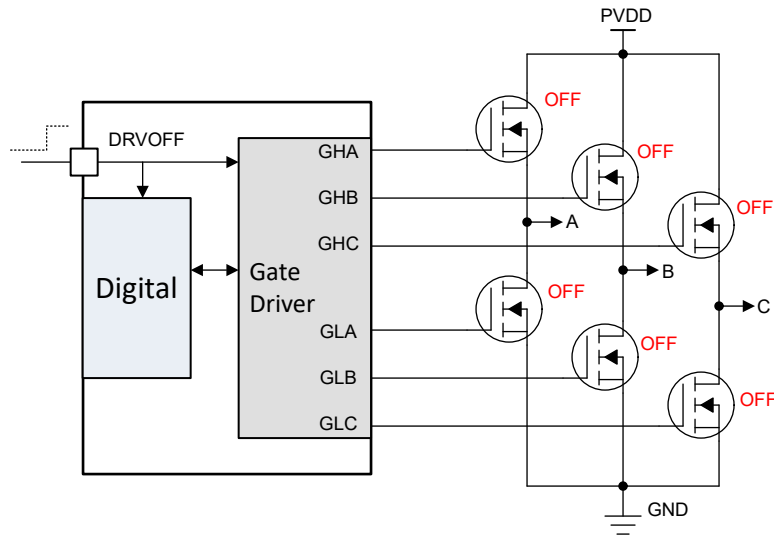 PVDD
OFF
DRVOFF
GHA
OFF
GHB
OFF
A
GHC
Digital
Gate
Driver
B
OFF
C
GLA
OFF
GLB
OFF
GLC
GND